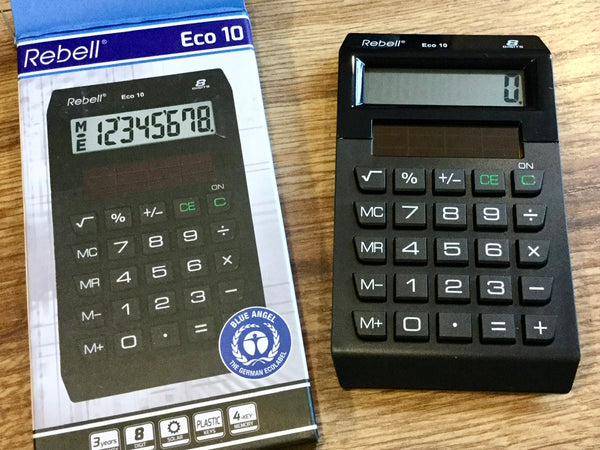 Rebell® Eco 10
Rebell® Eco 10 8 DIGITS
M E 12345678.
ON
√ % +/− CE C
MC 7 8 9 ÷
MR 4 5 6 ×
M− 1 2 3 −
M+ 0 · = +
BLUE ANGEL
THE GERMAN ECOLABEL
3 years
8 DIGIT
SOLAR
PLASTIC KEYS
4-KEY MEMORY
Rebell® Eco 10 8 DIGITS
0.
ON
√ % +/− CE C
MC 7 8 9 ÷
MR 4 5 6 ×
M− 1 2 3 −
M+ 0 · = +